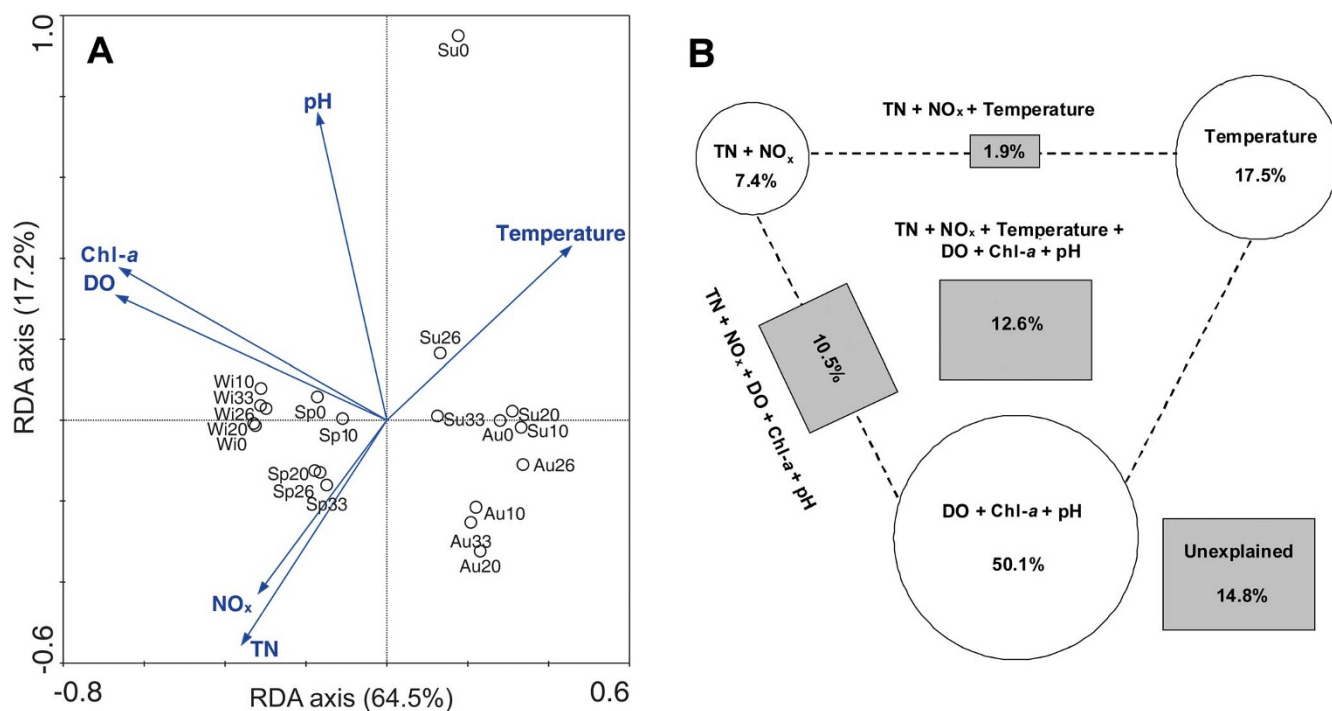 A
1.0
Su0
pH
Temperature
Chl-a
DO
Su26
Wi10
Wi33
Wi26
Wi20
Wi0
Sp0
Sp10
Su33
Su20
Au0
Su10
Au26
Sp20
Sp26
Sp33
Au10
Au33
Au20
NOx
TN
-0.6
-0.8
0.6
RDA axis (64.5%)
RDA axis (17.2%)
B
TN + NOx + Temperature
1.9%
TN + NOx
7.4%
Temperature
17.5%
TN + NOx + Temperature +
DO + Chl-a + pH
12.6%
TN + NOx + DO + Chl-a + pH
10.5%
DO + Chl-a + pH
50.1%
Unexplained
14.8%